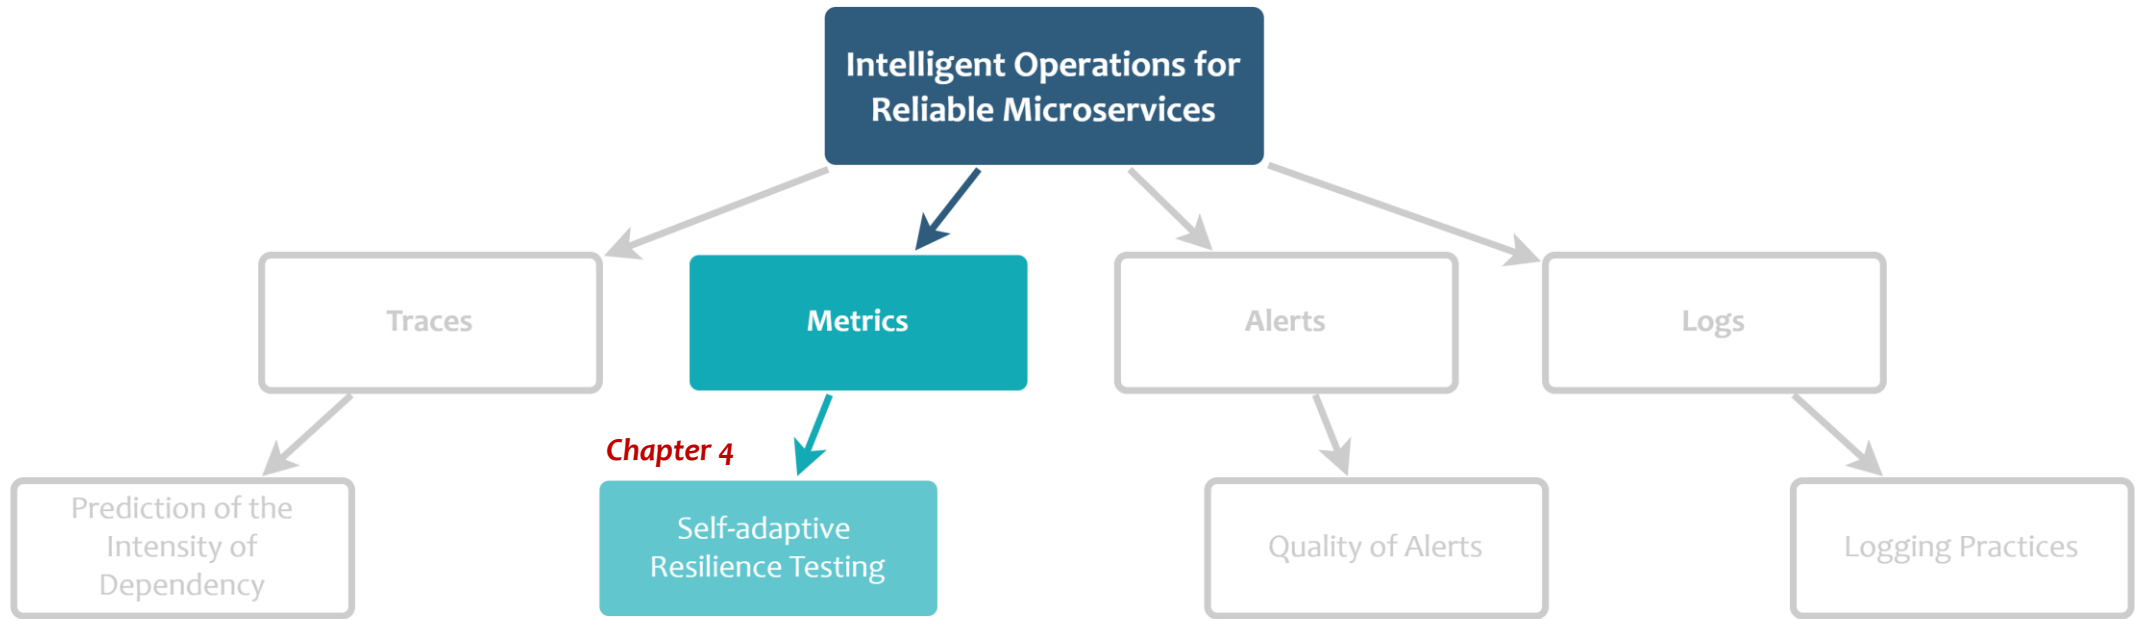 Intelligent Operations for
Reliable Microservices
Traces
Metrics
Alerts
Logs
Chapter 4
Prediction of the
Intensity of
Dependency
Self-adaptive
Resilience Testing
Quality of Alerts
Logging Practices